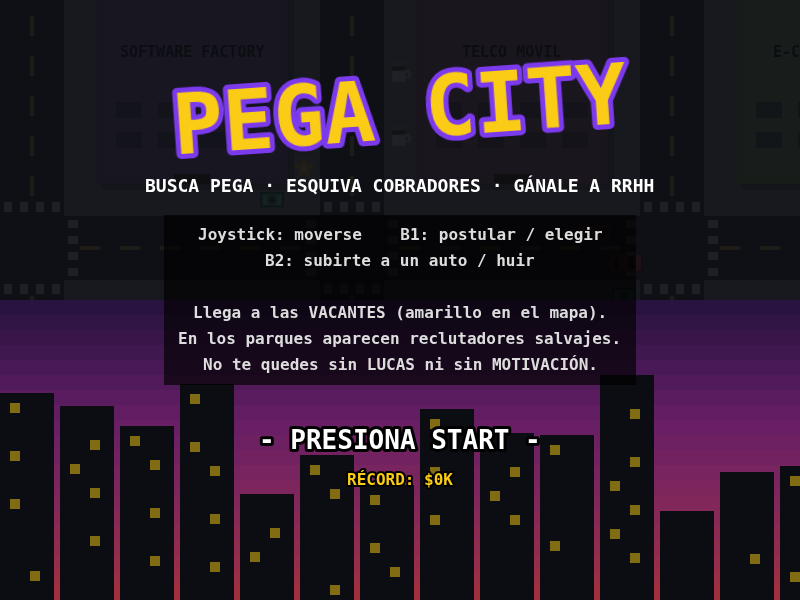 SOFTWARE FACTORY
TELCO MOVIL
E-C
PEGA CITY
BUSCA PEGA · ESQUIVA COBRADORES · GÁNALE A RRHH
Joystick: moverse    B1: postular / elegir
B2: subirte a un auto / huir
Llega a las VACANTES (amarillo en el mapa).
En los parques aparecen reclutadores salvajes.
No te quedes sin LUCAS ni sin MOTIVACIÓN.
- PRESIONA START -
RÉCORD: $0K